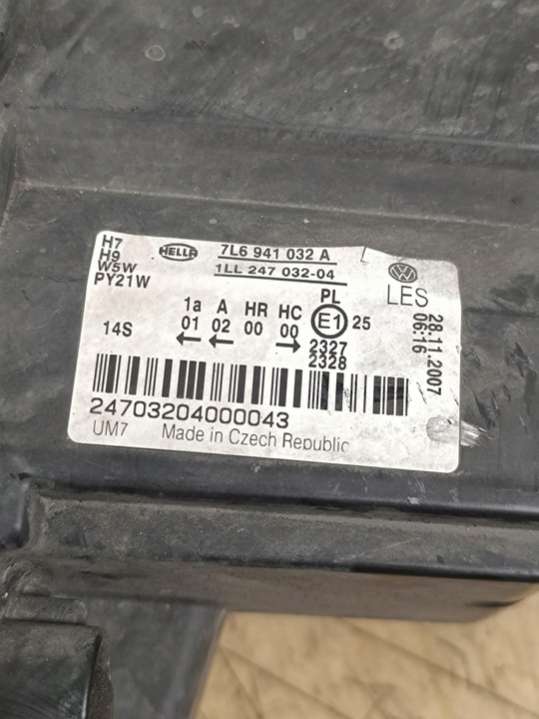 H7
H9
W5W
PY21W
HELLA
7L6 941 032 A
1LL 247 032-04
LES
28.11.2007
06:16
PL
1a A HR HC
14S 01 02 00 00 E1 25
← ← →
2327
2328
24703204000043
UM7 Made in Czech Republic